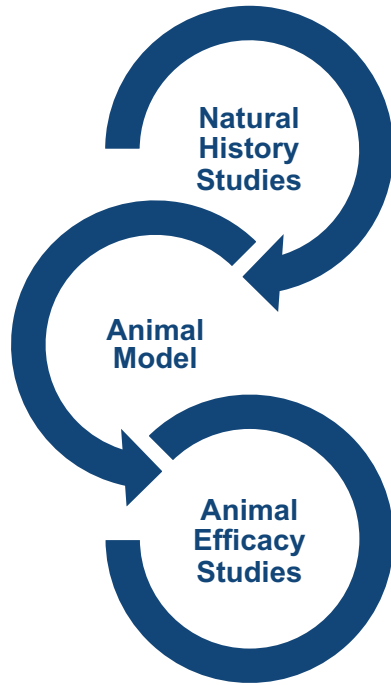 Natural
History
Studies
Animal
Model
Animal
Efficacy
Studies